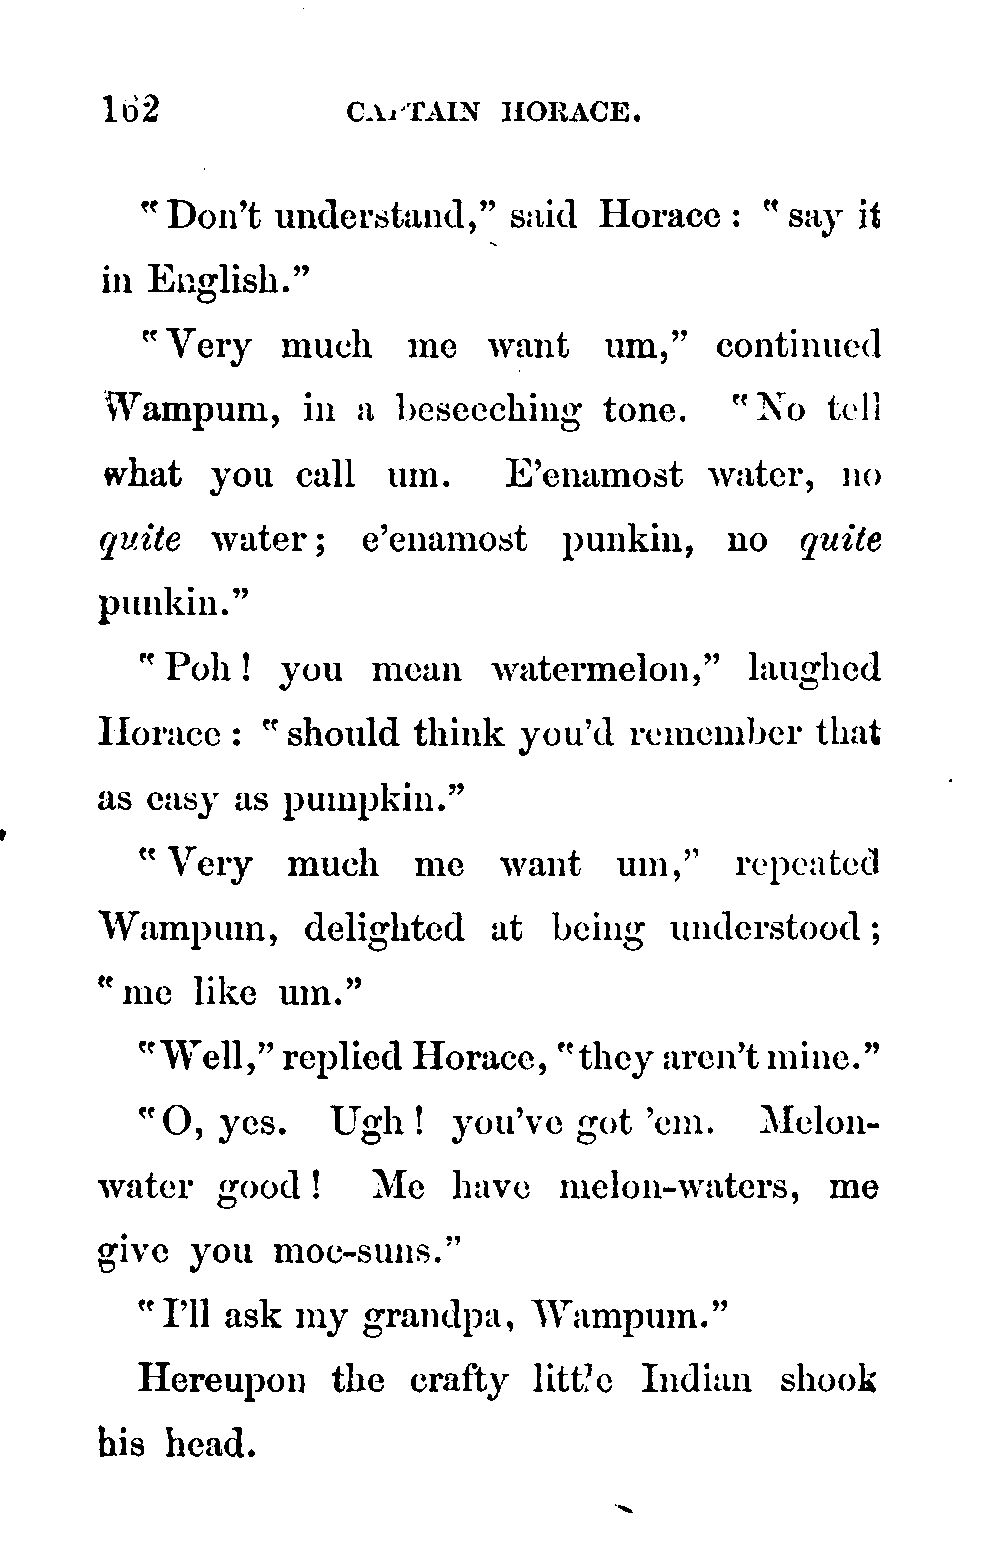 162 CAPTAIN HORACE.
"Don't understand," said Horace: "say it
in English."
"Very much me want um," continued
Wampum, in a beseeching tone. "No tell
what you call um. E'enamost water, no
quite water; e'enamost punkin, no quite
punkin."
"Poh! you mean watermelon," laughed
Horace: "should think you'd remember that
as easy as pumpkin."
"Very much me want um," repeated
Wampum, delighted at being understood;
"me like um."
"Well," replied Horace, "they aren't mine."
"O, yes. Ugh! you've got 'em. Melon-
water good! Me have melon-waters, me
give you moc-suns."
"I'll ask my grandpa, Wampum."
Hereupon the crafty little Indian shook
his head.